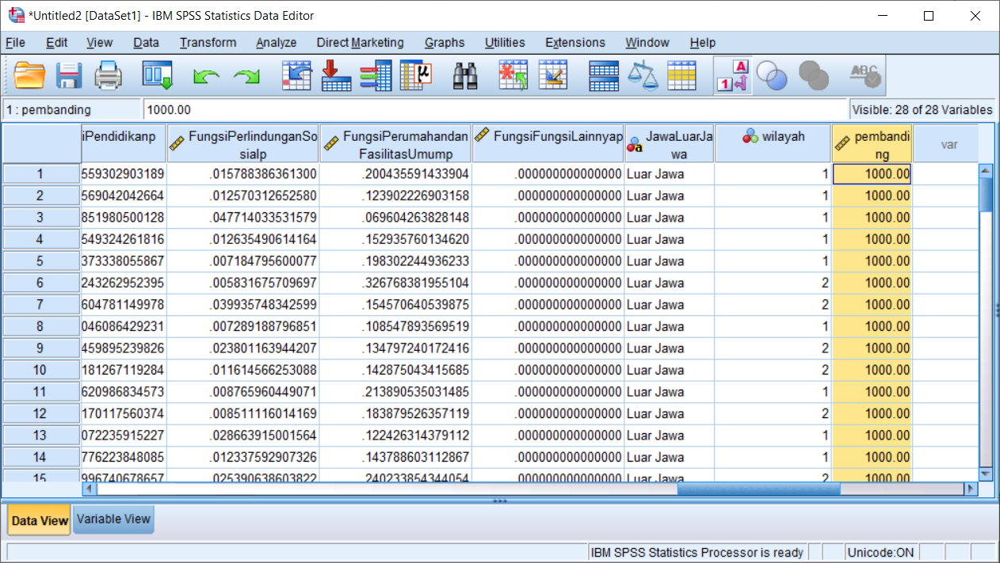 *Untitled2 [DataSet1] - IBM SPSS Statistics Data Editor
File Edit View Data Transform Analyze Direct Marketing Graphs Utilities Extensions Window Help
1 : pembanding 1000.00 Visible: 28 of 28 Variables
iPendidikanp FungsiPerlindunganSo FungsiPerumahandan FungsiFungsiLainnyap JawaLuarJa wilayah pembandi var
sialp FasilitasUmump wa ng
1 559302903189 .015788386361300 .200435591433904 .000000000000000 Luar Jawa 1 1000.00
2 569042042664 .012570312652580 .123902226903158 .000000000000000 Luar Jawa 1 1000.00
3 851980500128 .047714033531579 .069604263828148 .000000000000000 Luar Jawa 1 1000.00
4 549324261816 .012635490614164 .152935760134620 .000000000000000 Luar Jawa 1 1000.00
5 373338055867 .007184795600077 .198302244936233 .000000000000000 Luar Jawa 1 1000.00
6 243262952395 .005831675709697 .326768381955104 .000000000000000 Luar Jawa 2 1000.00
7 604781149978 .039935748342599 .154570640539875 .000000000000000 Luar Jawa 2 1000.00
8 046086429231 .007289188796851 .108547893569519 .000000000000000 Luar Jawa 1 1000.00
9 459895239826 .023801163944207 .134797240172416 .000000000000000 Luar Jawa 2 1000.00
10 181267119284 .011614566253088 .142875043415685 .000000000000000 Luar Jawa 2 1000.00
11 620986834573 .008765960449071 .213890535031485 .000000000000000 Luar Jawa 1 1000.00
12 170117560374 .008511116014169 .183879526357119 .000000000000000 Luar Jawa 2 1000.00
13 072235915227 .028663915001564 .122426314379112 .000000000000000 Luar Jawa 1 1000.00
14 776223848085 .012337592907326 .143788603112867 .000000000000000 Luar Jawa 1 1000.00
15 996740678657 .025390638603822 .240233854344054 .000000000000000 Luar Jawa 2 1000.00
Data View Variable View
IBM SPSS Statistics Processor is ready Unicode:ON